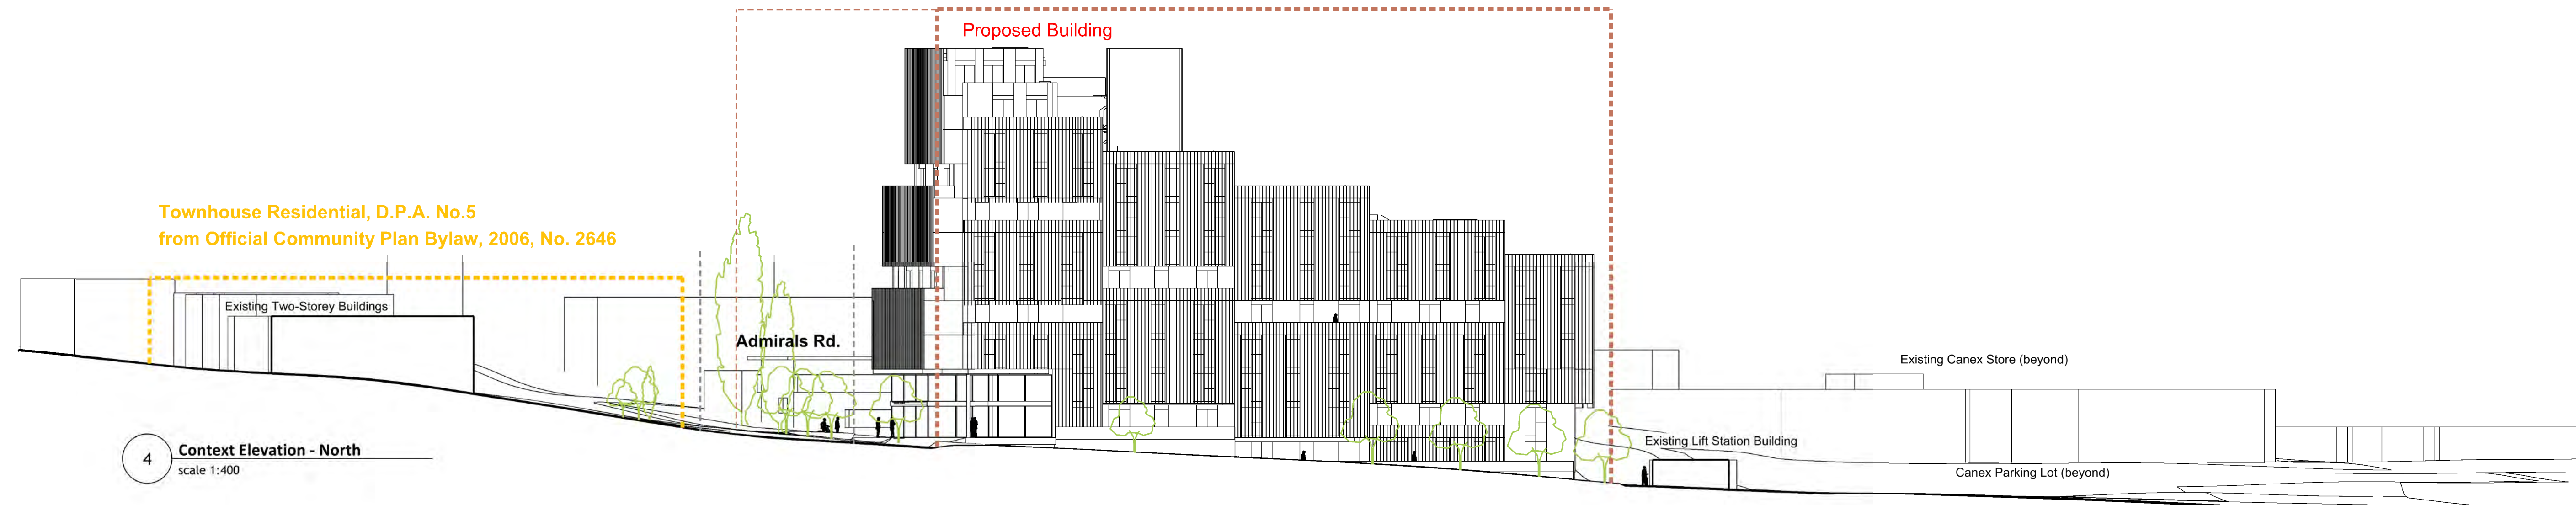 Proposed Building
Townhouse Residential, D.P.A. No.5
from Official Community Plan Bylaw, 2006, No. 2646
Existing Two-Storey Buildings
Admirals Rd.
Existing Canex Store (beyond)
Existing Lift Station Building
Canex Parking Lot (beyond)
4
Context Elevation - North
scale 1:400